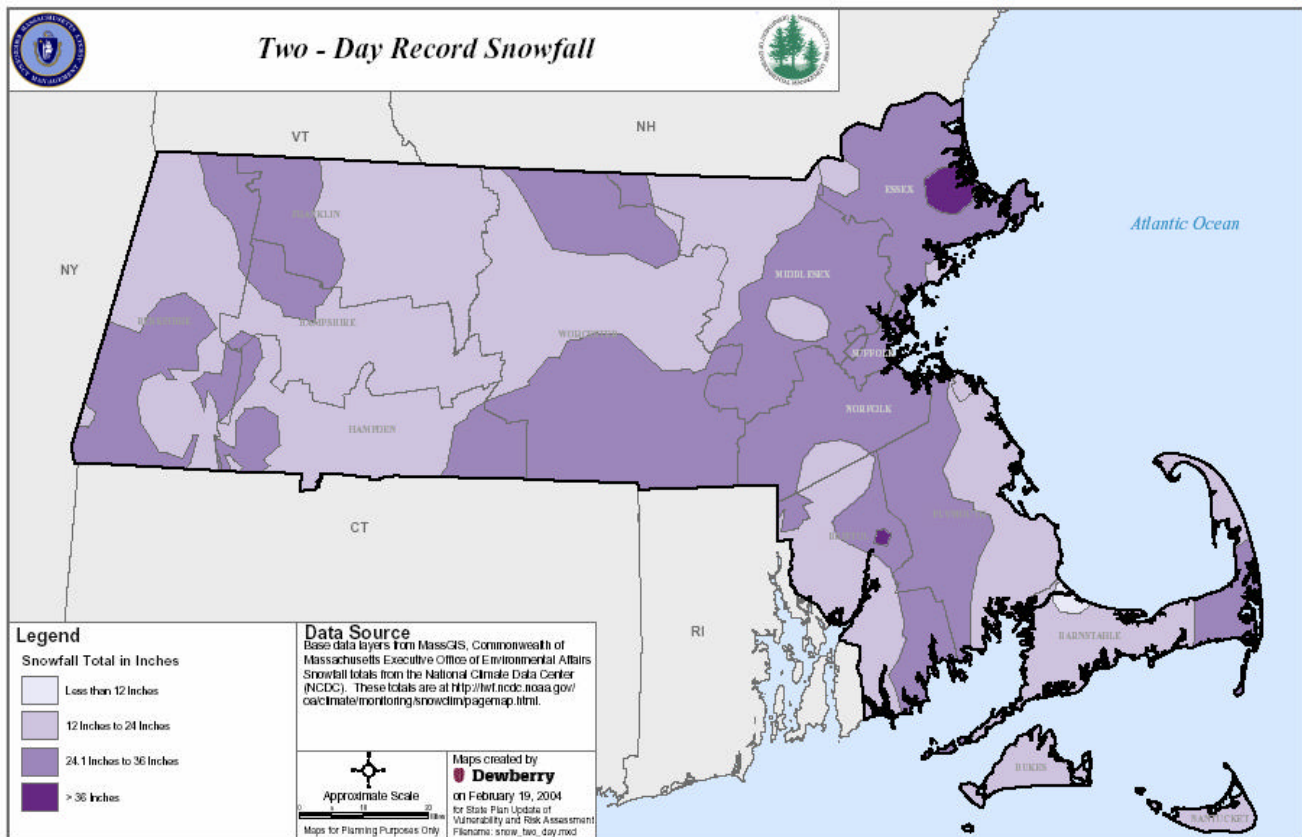 Two - Day Record Snowfall
VT
NH
NY
ESSEX
FRANKLIN
Atlantic Ocean
MIDDLESEX
BERKSHIRE
HAMPSHIRE
WORCESTER
SUFFOLK
NORFOLK
HAMPDEN
PLYMOUTH
BRISTOL
CT
RI
BARNSTABLE
DUKES
NANTUCKET
Legend
Snowfall Total in Inches
Less than 12 Inches
12 Inches to 24 Inches
24.1 Inches to 36 Inches
> 36 Inches
Data Source
Base data layers from MassGIS, Commonwealth of
Massachusetts Executive Office of Environmental Affairs
Snowfall totals from the National Climate Data Center
(NCDC). These totals are at http://lwf.ncdc.noaa.gov/
oa/climate/monitoring/snowclim/pagemap.html.
Approximate Scale
0 5 10 20
Miles
Maps for Planning Purposes Only
Maps created by
Dewberry
on February 19, 2004
for State Plan Update of
Vulnerability and Risk Assessment
Filename: snow_two_day.mxd